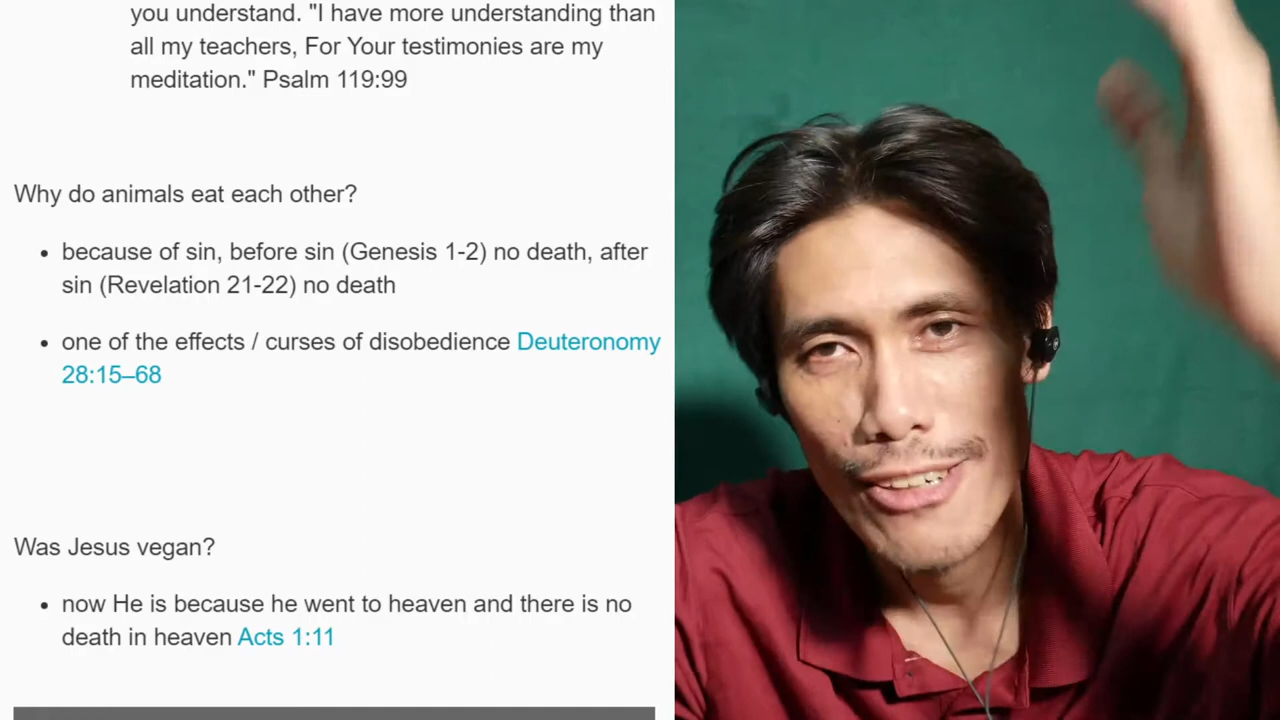 you understand. "I have more understanding than
all my teachers, For Your testimonies are my
meditation." Psalm 119:99
Why do animals eat each other?
• because of sin, before sin (Genesis 1-2) no death, after
sin (Revelation 21-22) no death
• one of the effects / curses of disobedience Deuteronomy
28:15–68
Was Jesus vegan?
• now He is because he went to heaven and there is no
death in heaven Acts 1:11